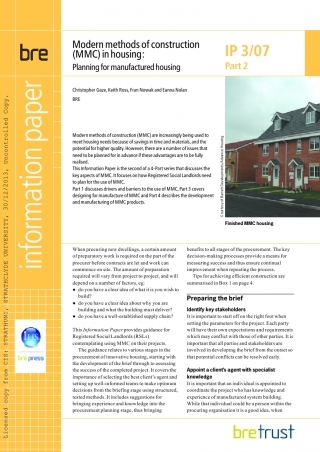 bre
Modern methods of construction
(MMC) in housing:
Planning for manufactured housing
IP 3/07
Part 2
Christopher Gaze, Keith Ross, Fran Nowak and Eanna Nolan
BRE
information paper
Licensed copy from CIS: STRATHUNI, STRATHCLYDE UNIVERSITY, 30/12/2013, Uncontrolled Copy.
Modern methods of construction (MMC) are increasingly being used to
meet housing needs because of savings in time and materials, and the
potential for higher quality. However, there are a number of issues that
need to be planned for in advance if these advantages are to be fully
realised.
This Information Paper is the second of a 4-Part series that discusses the
key aspects of MMC. It focuses on how Registered Social Landlords need
to plan for the use of MMC.
Part 1 discusses drivers and barriers to the use of MMC, Part 3 covers
designing for manufacture of MMC and Part 4 describes the development
and manufacturing of MMC products.
Finished MMC housing
When procuring new dwellings, a certain amount
of preparatory work is required on the part of the
procurer before contracts are let and work can
commence on site. The amount of preparation
required will vary from project to project, and will
depend on a number of factors, eg:
● do you have a clear idea of what it is you wish to
build?
● do you have a clear idea about why you are
building and what the building must deliver?
● do you have a well-established supply chain?
This Information Paper provides guidance for
Registered Social Landlords (RSLs)
contemplating using MMC on their projects.
The guidance relates to various stages in the
procurement of innovative housing, starting with
the development of the brief through to assessing
the success of the completed project. It covers the
importance of selecting the best client's agent and
setting up well-informed teams to make optimum
decisions from the briefing stage using structured,
tested methods. It includes suggestions for
bringing experience and knowledge into the
procurement planning stage, thus bringing
benefits to all stages of the procurement. The key
decision-making processes provide a means for
measuring success and thus ensure continual
improvement when repeating the process.
Tips for achieving efficient construction are
summarised in Box 1 on page 4.
Preparing the brief
Identify key stakeholders
It is important to start off on the right foot when
setting the parameters for the project. Each party
will have their own expectations and requirements
which may conflict with those of other parties. It is
important that all parties and stakeholders are
involved in developing the brief from the outset so
that potential conflicts can be resolved early.
Appoint a client's agent with specialist
knowledge
It is important that an individual is appointed to
coordinate the project who has knowledge and
experience of manufactured system building.
While that individual could be a person within the
procuring organisation it is a good idea, when
ihs
brepress
bretrust